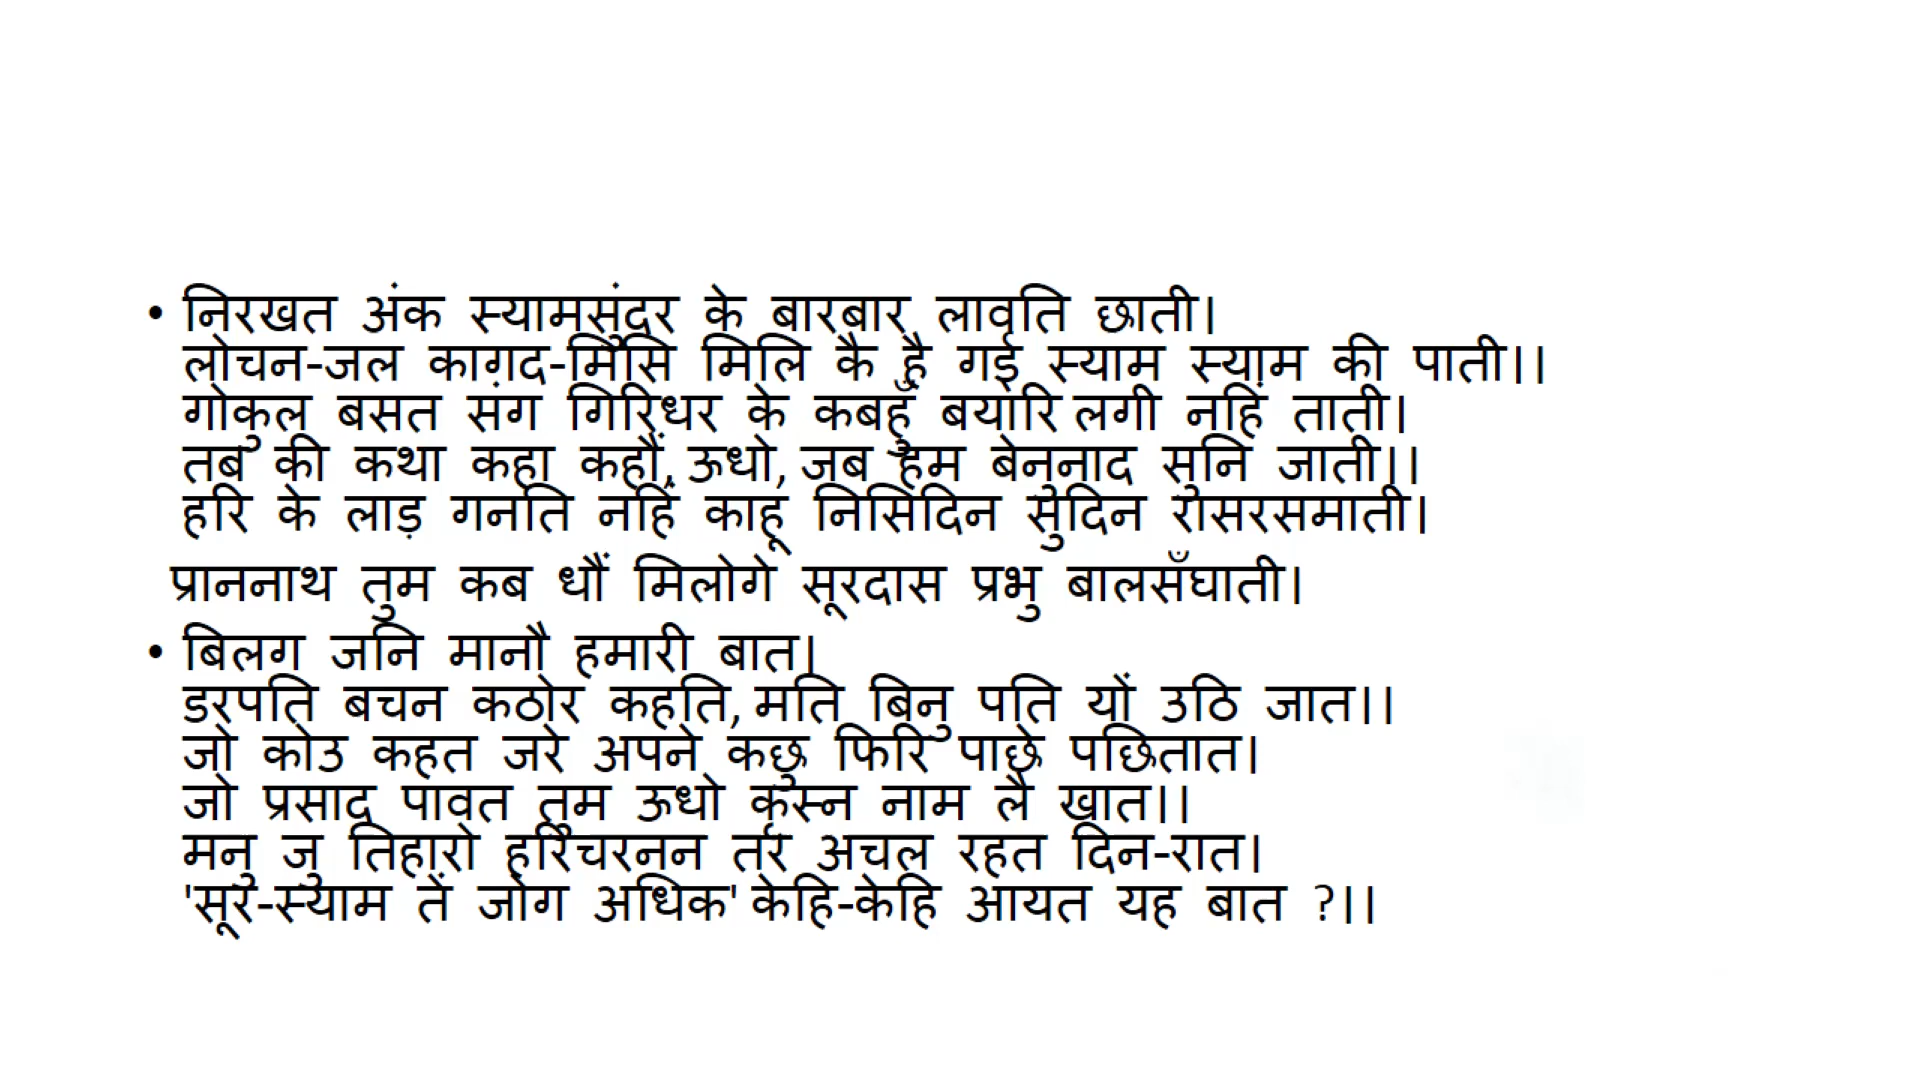 • निरखत अंक स्यामसुंदर के बारबार लावति छाती।
लोचन-जल काग़द-मिसि मिलि कै है गई स्याम स्याम की पाती।।
गोकुल बसत संग गिरिधर के कबहुँ बयारि लगी नहिं ताती।
तब की कथा कहा कहौं, ऊधो, जब हम बेनुनाद सुनि जाती।।
हरि के लाड़ गनति नहिं काहू निसिदिन सुदिन रासरसमाती।
प्राननाथ तुम कब धौं मिलोगे सूरदास प्रभु बालसँघाती।
• बिलग जनि मानौ हमारी बात।
डरपति बचन कठोर कहति, मति बिनु पति यों उठि जात।।
जो कोउ कहत जरे अपने कछु फिरि पाछे पछितात।
जो प्रसाद पावत तुम ऊधो कृस्न नाम लै खात।।
मनु जु तिहारो हरिचरनन तर अचल रहत दिन-रात।
'सूर-स्याम तें जोग अधिक' केहि-केहि आयत यह बात ?।।